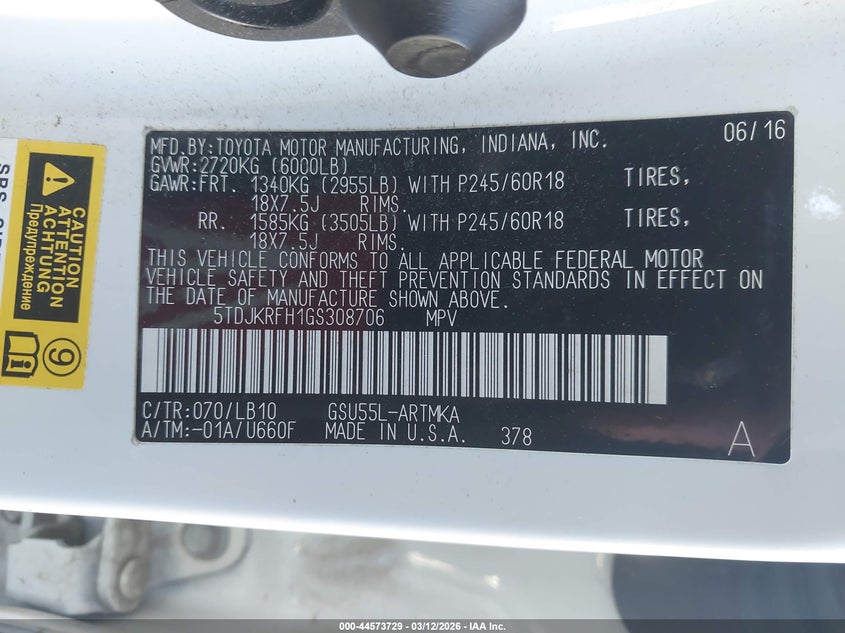 MFD.BY:TOYOTA MOTOR MANUFACTURING, INDIANA, INC. 06/16
GVWR:2720KG (6000LB)
GAWR:FRT. 1340KG (2955LB) WITH P245/60R18 TIRES,
18X7.5J RIMS.
RR. 1585KG (3505LB) WITH P245/60R18 TIRES,
18X7.5J RIMS.
THIS VEHICLE CONFORMS TO ALL APPLICABLE FEDERAL MOTOR
VEHICLE SAFETY AND THEFT PREVENTION STANDARDS IN EFFECT ON
THE DATE OF MANUFACTURE SHOWN ABOVE.
5TDJKRFH1GS308706 MPV
C/TR:070/LB10 GSU55L-ARTMKA
A/TM:-01A/U660F MADE IN U.S.A. 378 A
CAUTION
ATTENTION
ACHTUNG
Предупреждение
9
SRS
000-44573729 - 03/12/2026 - IAA Inc.